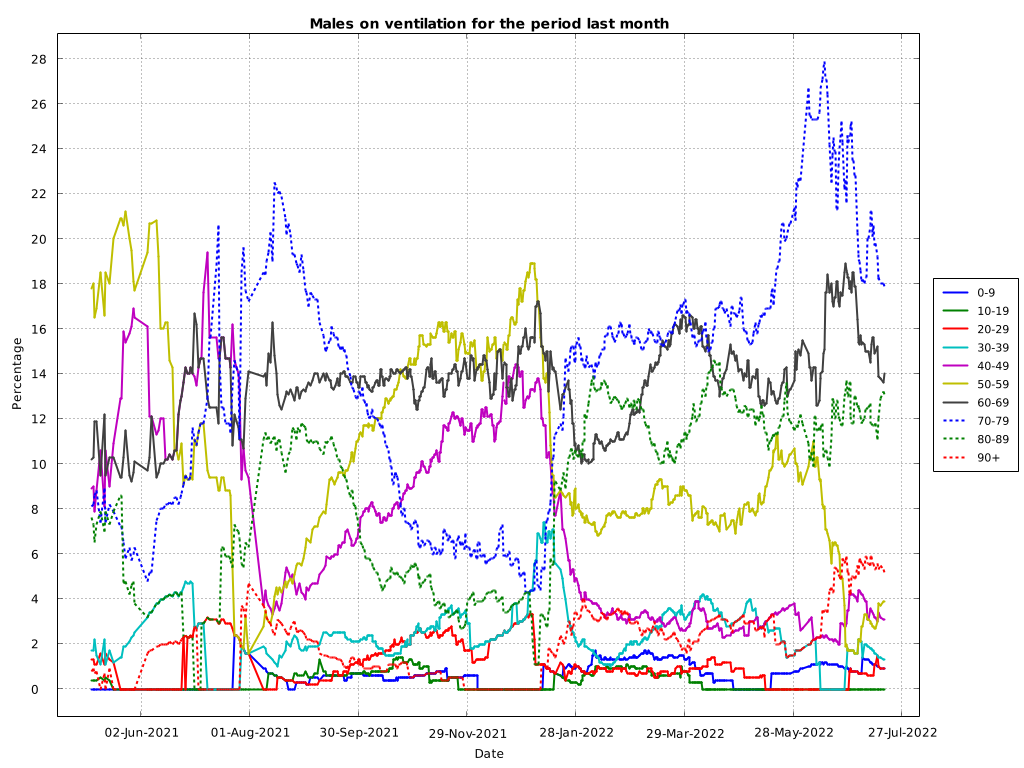 Males on ventilation for the period last month
Percentage
28
26
24
22
20
18
16
14
12
10
8
6
4
2
0
02-Jun-2021
01-Aug-2021
30-Sep-2021
29-Nov-2021
28-Jan-2022
29-Mar-2022
28-May-2022
27-Jul-2022
Date
0-9
10-19
20-29
30-39
40-49
50-59
60-69
70-79
80-89
90+